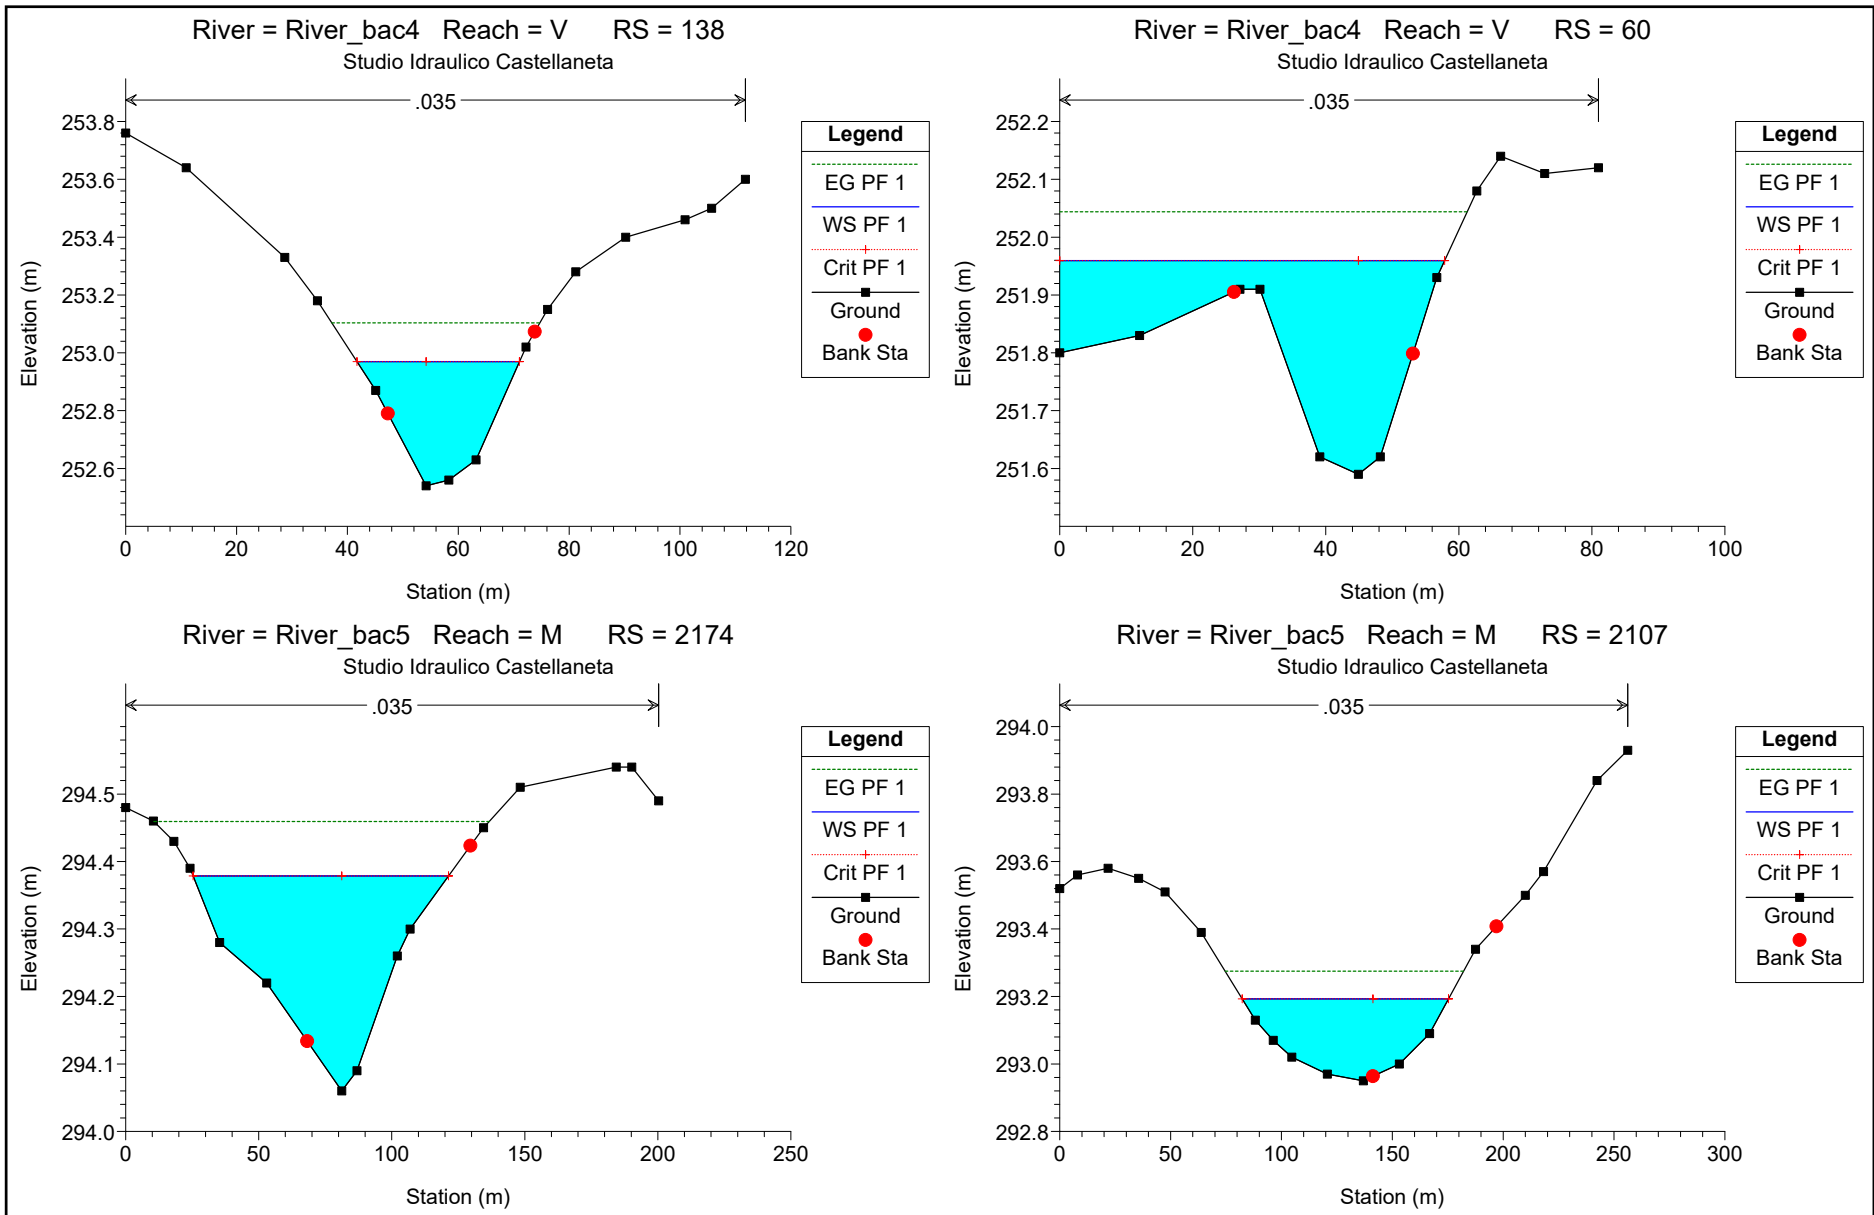 River = River_bac4 Reach = V RS = 138
Studio Idraulico Castellaneta
.035
253.8
253.6
253.4
253.2
253.0
252.8
252.6
Elevation (m)
0 20 40 60 80 100 120
Station (m)
Legend
EG PF 1
WS PF 1
Crit PF 1
Ground
Bank Sta
River = River_bac4 Reach = V RS = 60
Studio Idraulico Castellaneta
.035
252.2
252.1
252.0
251.9
251.8
251.7
251.6
Elevation (m)
0 20 40 60 80 100
Station (m)
Legend
EG PF 1
WS PF 1
Crit PF 1
Ground
Bank Sta
River = River_bac5 Reach = M RS = 2174
Studio Idraulico Castellaneta
.035
294.5
294.4
294.3
294.2
294.1
294.0
Elevation (m)
0 50 100 150 200 250
Station (m)
Legend
EG PF 1
WS PF 1
Crit PF 1
Ground
Bank Sta
River = River_bac5 Reach = M RS = 2107
Studio Idraulico Castellaneta
.035
294.0
293.8
293.6
293.4
293.2
293.0
292.8
Elevation (m)
0 50 100 150 200 250 300
Station (m)
Legend
EG PF 1
WS PF 1
Crit PF 1
Ground
Bank Sta